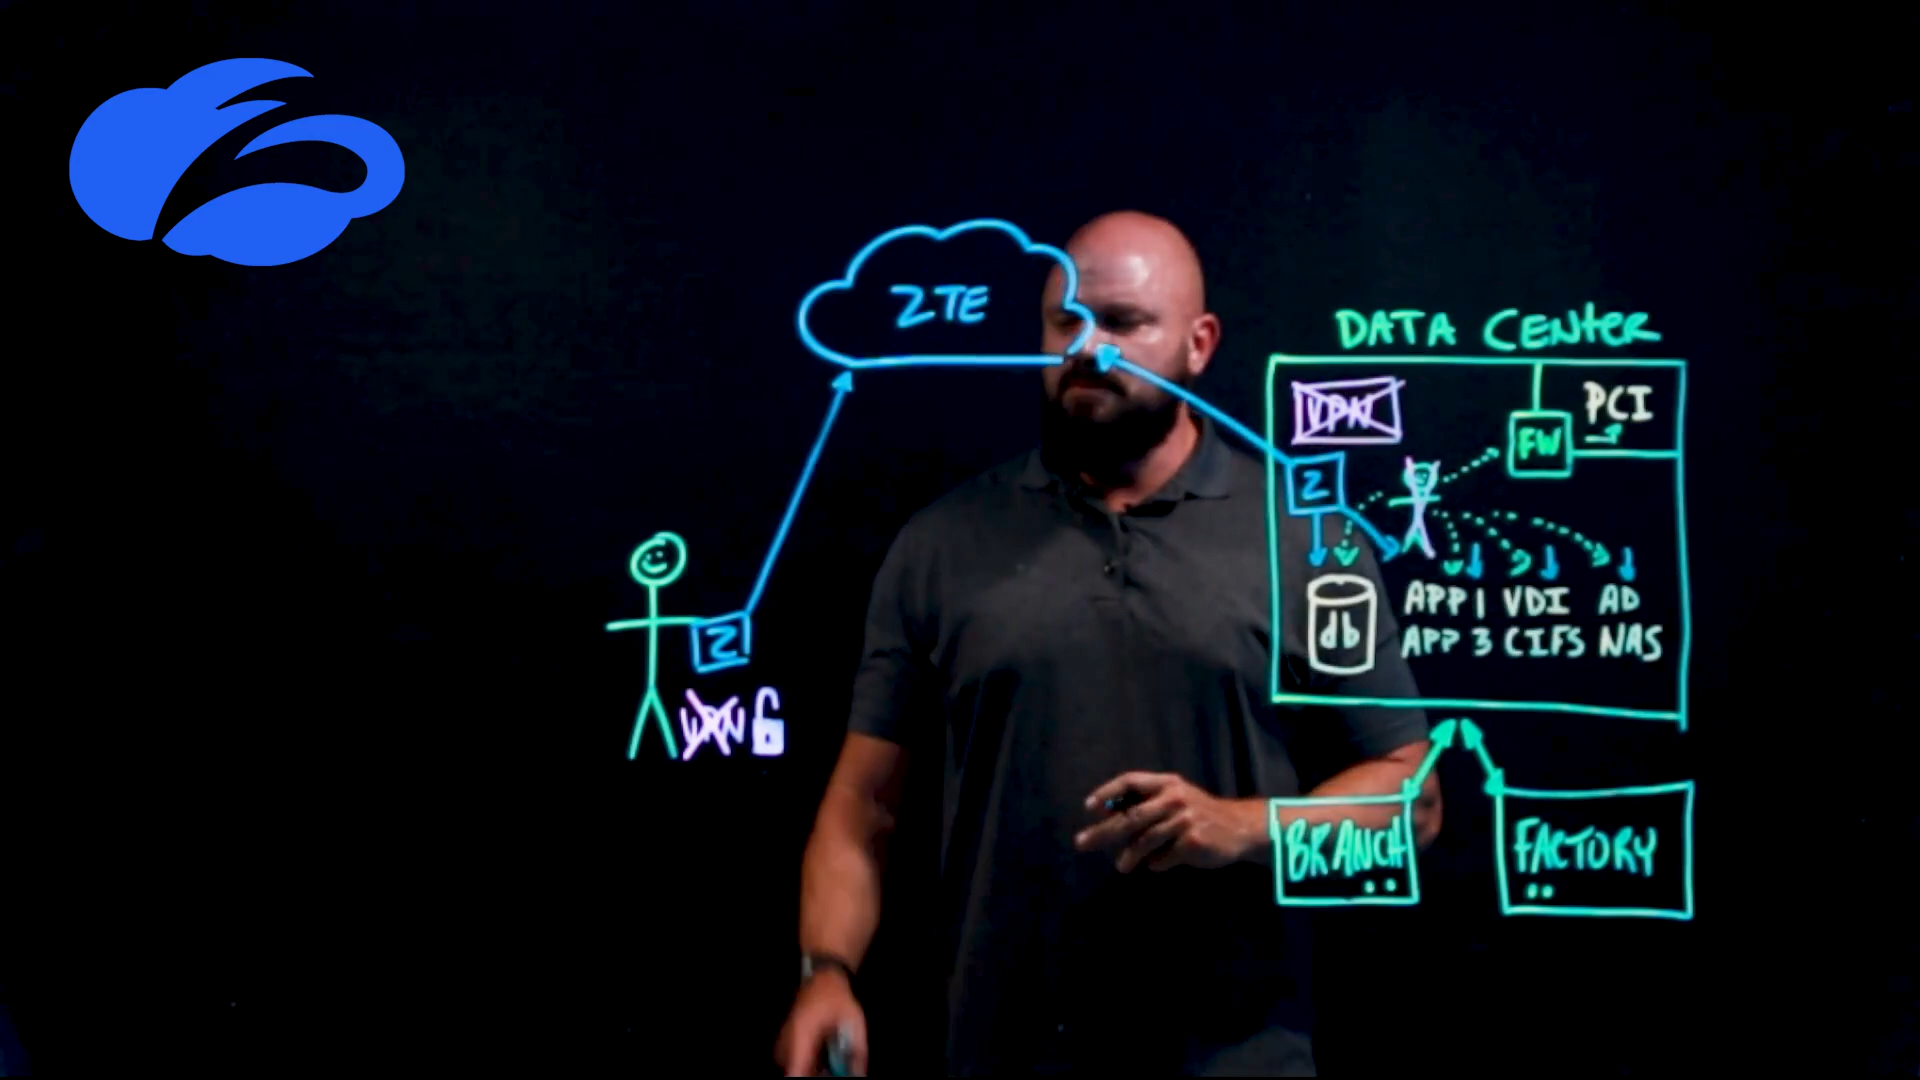 ZTE
DATA CENTER
VPN
PCI
FW
Z
db
APP 1 VDI AD
APP 3 CIFS NAS
Z
VPN
BRANCH
FACTORY